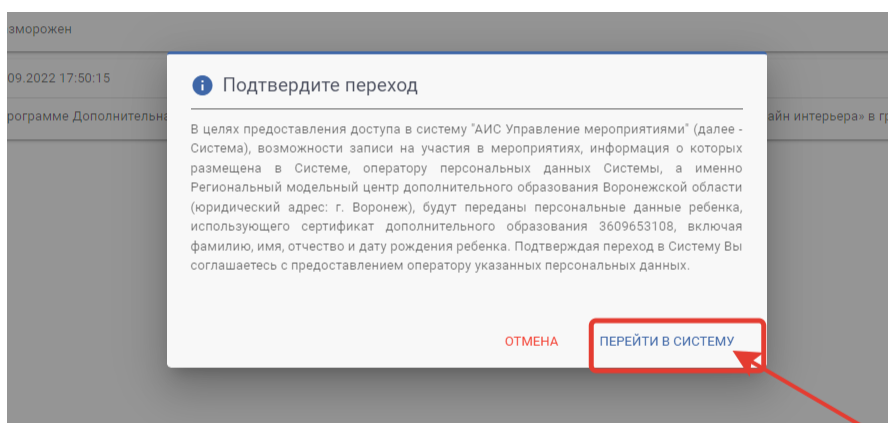 зморожен
09.2022 17:50:15
рограмме Дополнительна
айн интерьера» в гр
Подтвердите переход
В целях предоставления доступа в систему "АИС Управление мероприятиями" (далее -
Система), возможности записи на участия в мероприятиях, информация о которых
размещена в Системе, оператору персональных данных Системы, а именно
Региональный модельный центр дополнительного образования Воронежской области
(юридический адрес: г. Воронеж), будут переданы персональные данные ребенка,
использующего сертификат дополнительного образования 3609653108, включая
фамилию, имя, отчество и дату рождения ребенка. Подтверждая переход в Систему Вы
соглашаетесь с предоставлением оператору указанных персональных данных.
ОТМЕНА ПЕРЕЙТИ В СИСТЕМУ